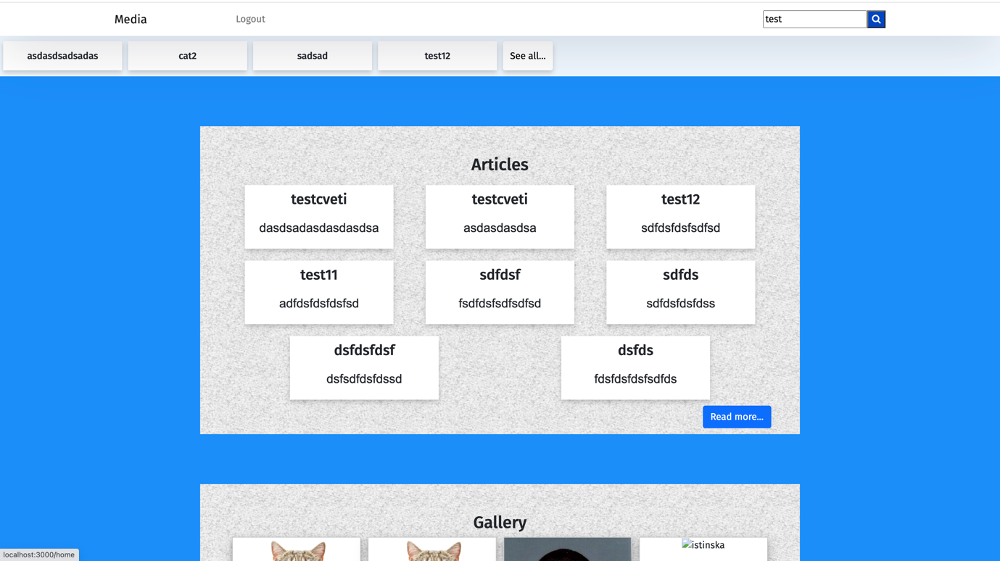 Media Logout test
asdasdsadsadas cat2 sadsad test12 See all...
Articles
testcveti testcveti test12
dasdsadasdasdasdsa asdasdasdsa sdfdsfdsfsdfsd
test11 sdfdsf sdfds
adfdsfdsfdsfsd fsdfdsfsdfsdfsd sdfdsfdsfdss
dsfdsfdsf dsfds
dsfsdfdsfdssd fdsfdsfdsfsdfds
Read more...
Gallery
istinska
localhost:3000/home